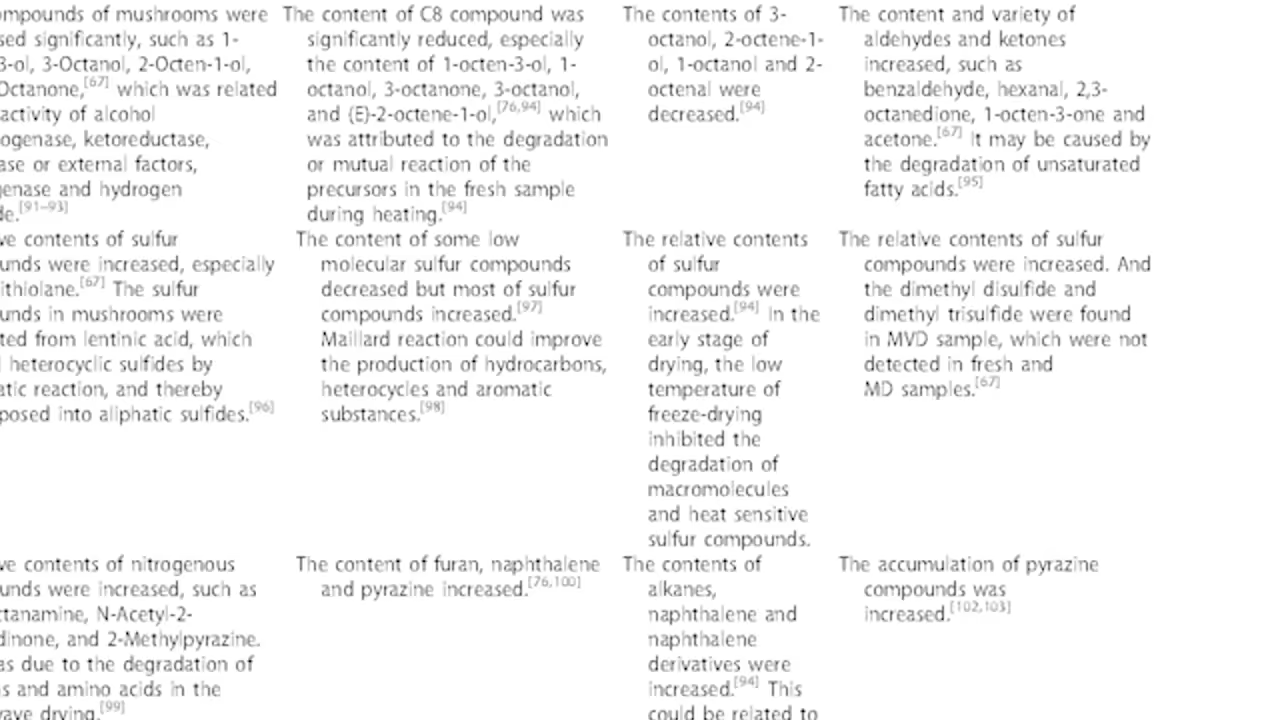 ompounds of mushrooms were
sed significantly, such as 1-
3-ol, 3-Octanol, 2-Octen-1-ol,
Octanone,[67] which was related
activity of alcohol
ogenase, ketoreductase,
ase or external factors,
genase and hydrogen
de.[91–93]
The content of C8 compound was
significantly reduced, especially
the content of 1-octen-3-ol, 1-
octanol, 3-octanone, 3-octanol,
and (E)-2-octene-1-ol,[76,94] which
was attributed to the degradation
or mutual reaction of the
precursors in the fresh sample
during heating.[94]
The contents of 3-
octanol, 2-octene-1-
ol, 1-octanol and 2-
octenal were
decreased.[94]
The content and variety of
aldehydes and ketones
increased, such as
benzaldehyde, hexanal, 2,3-
octanedione, 1-octen-3-one and
acetone.[67] It may be caused by
the degradation of unsaturated
fatty acids.[95]
ve contents of sulfur
unds were increased, especially
ithiolane.[67] The sulfur
unds in mushrooms were
ted from lentinic acid, which
l heterocyclic sulfides by
atic reaction, and thereby
posed into aliphatic sulfides.[96]
The content of some low
molecular sulfur compounds
decreased but most of sulfur
compounds increased.[97]
Maillard reaction could improve
the production of hydrocarbons,
heterocycles and aromatic
substances.[98]
The relative contents
of sulfur
compounds were
increased.[94] In the
early stage of
drying, the low
temperature of
freeze-drying
inhibited the
degradation of
macromolecules
and heat sensitive
sulfur compounds.
The relative contents of sulfur
compounds were increased. And
the dimethyl disulfide and
dimethyl trisulfide were found
in MVD sample, which were not
detected in fresh and
MD samples.[67]
ve contents of nitrogenous
unds were increased, such as
ctanamine, N-Acetyl-2-
dinone, and 2-Methylpyrazine.
as due to the degradation of
s and amino acids in the
wave drying.[99]
The content of furan, naphthalene
and pyrazine increased.[76,100]
The contents of
alkanes,
naphthalene and
naphthalene
derivatives were
increased.[94] This
could be related to
The accumulation of pyrazine
compounds was
increased.[102,103]